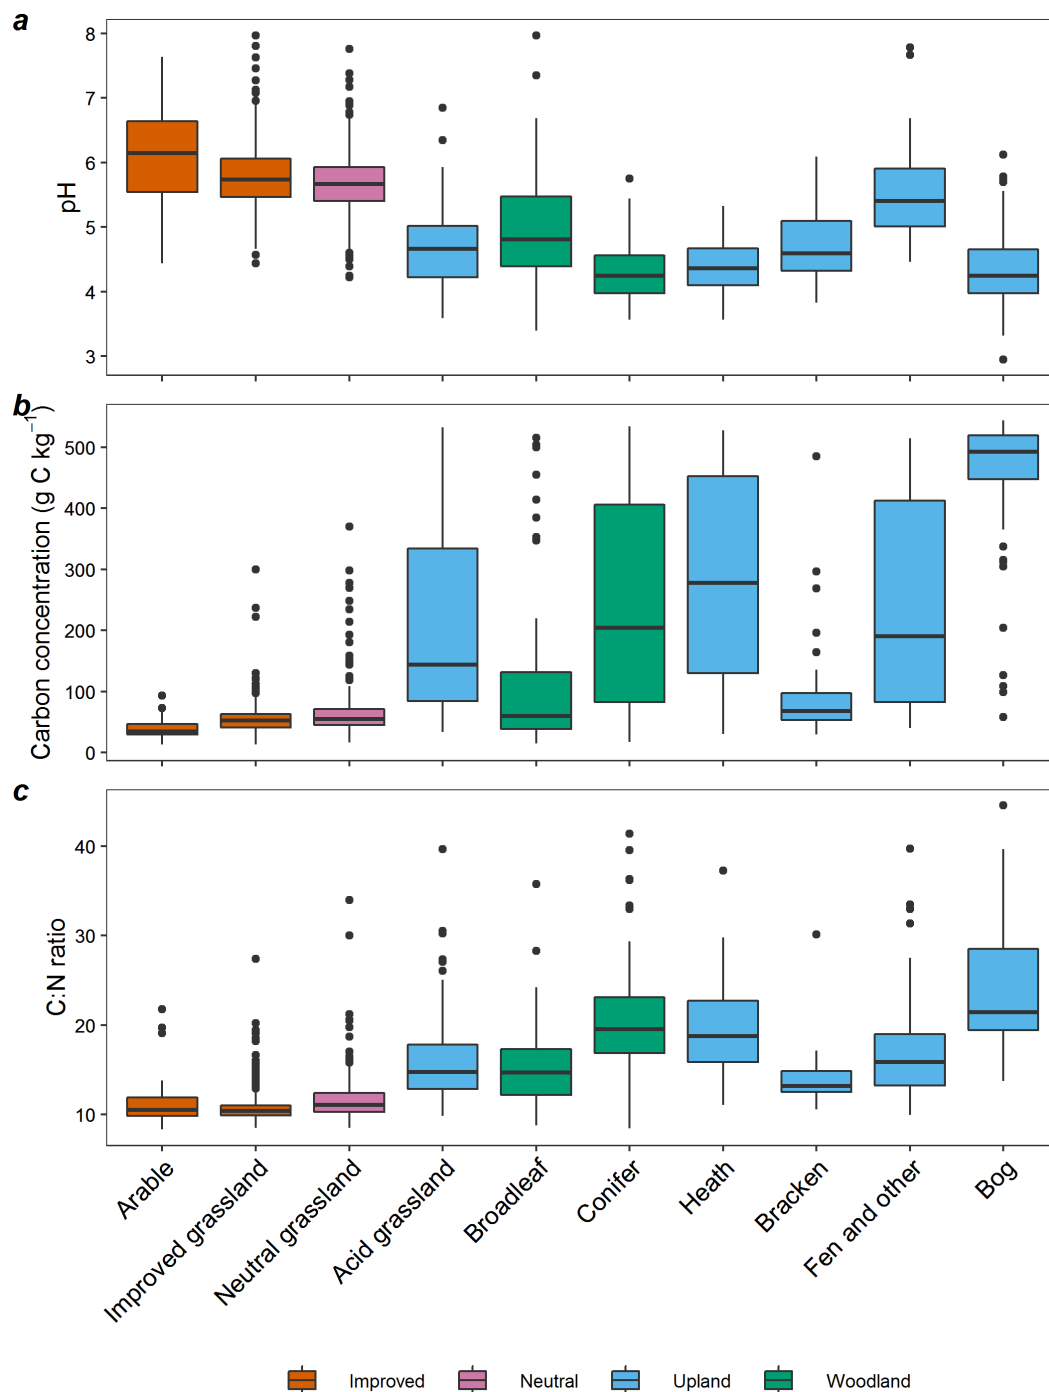 a
8
7
6
5
4
3
pH
b
500
400
300
200
100
0
Carbon concentration (g C kg⁻¹)
c
40
30
20
10
C:N ratio
Arable
Improved grassland
Neutral grassland
Acid grassland
Broadleaf
Conifer
Heath
Bracken
Fen and other
Bog
Improved Neutral Upland Woodland